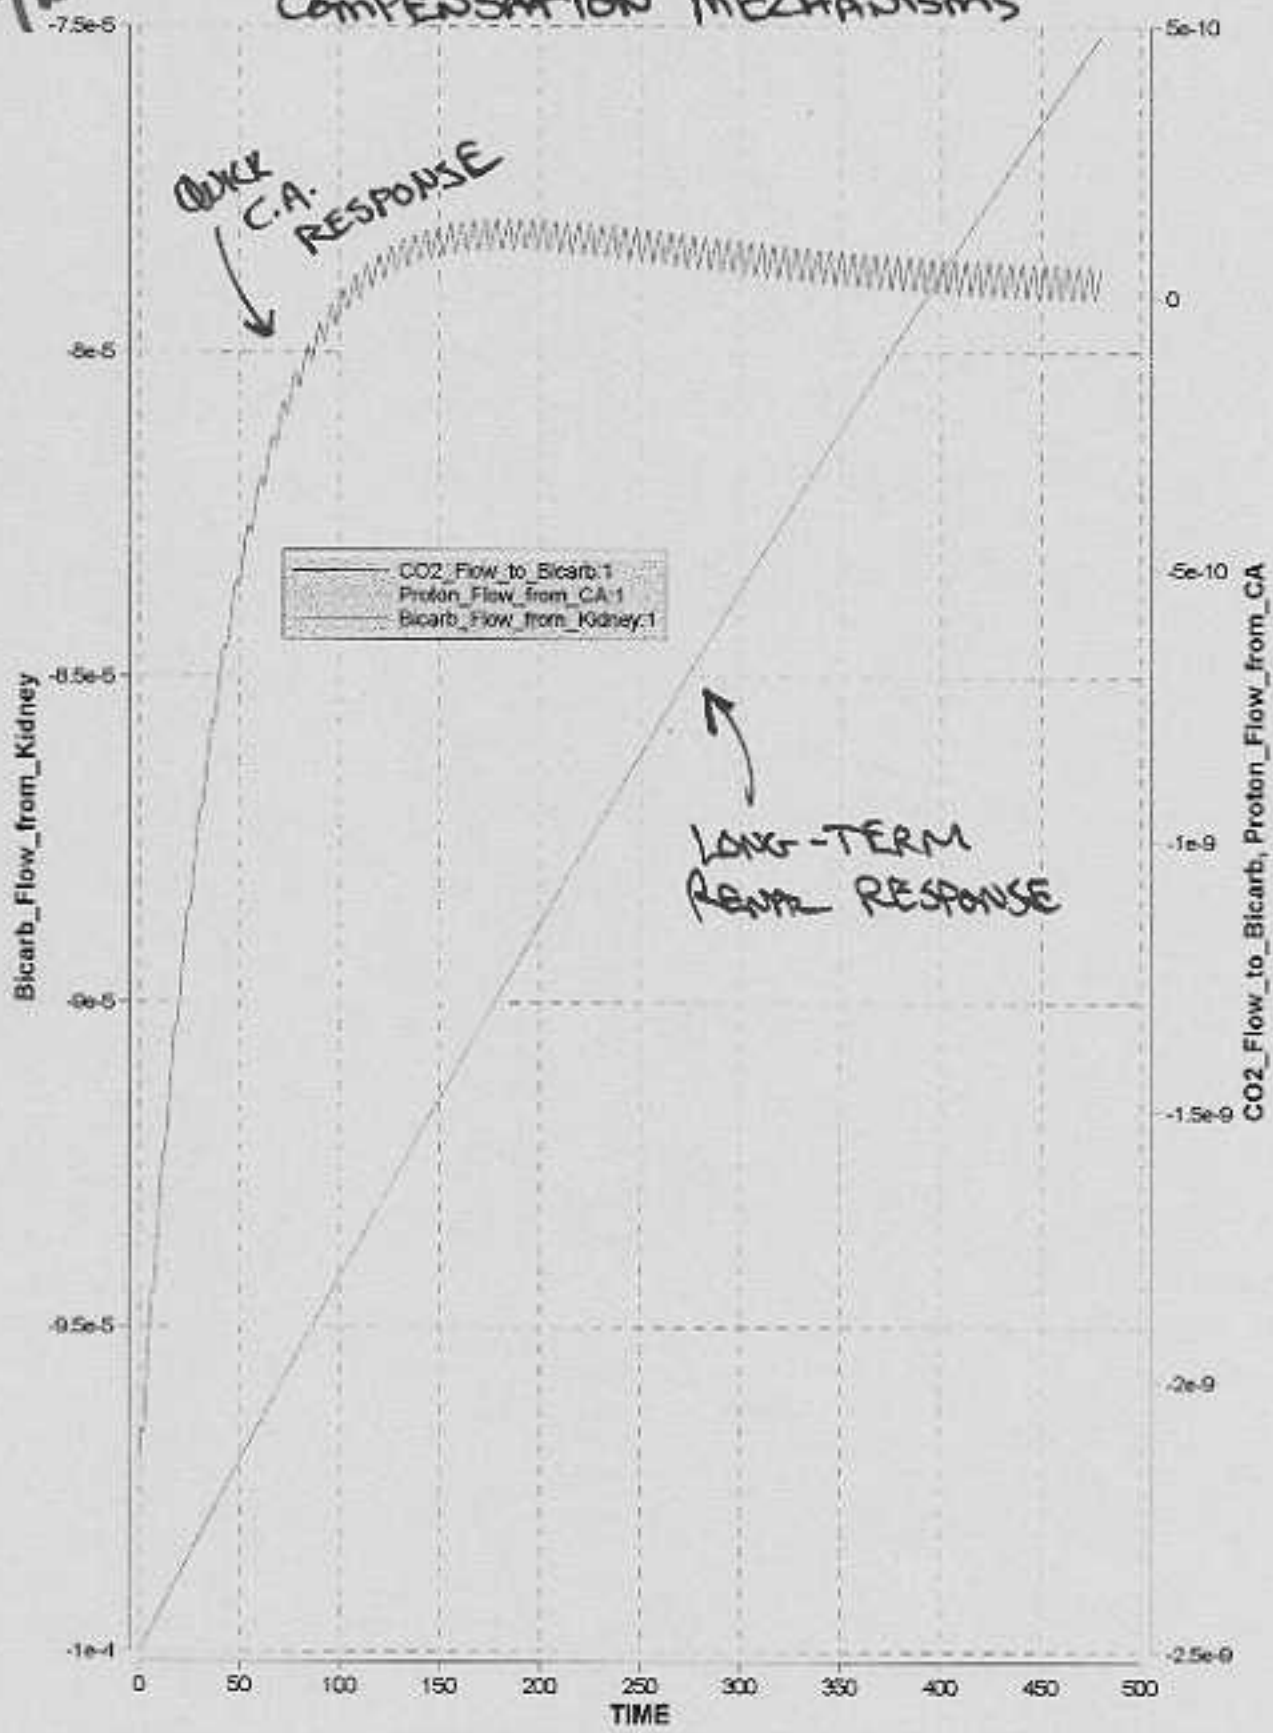 COMPENSATION MECHANISMS
-7.5e-5
-8e-5
-8.5e-5
-9e-5
-9.5e-5
-1e-4
Bicarb_Flow_from_Kidney
QUICK
C.A.
RESPONSE
CO2_Flow_to_Bicarb:1
Proton_Flow_from_CA:1
Bicarb_Flow_from_Kidney:1
LONG-TERM
RENAL RESPONSE
5e-10
0
-5e-10
-1e-9
-1.5e-9
-2e-9
-2.5e-9
CO2_Flow_to_Bicarb, Proton_Flow_from_CA
0 50 100 150 200 250 300 350 400 450 500
TIME